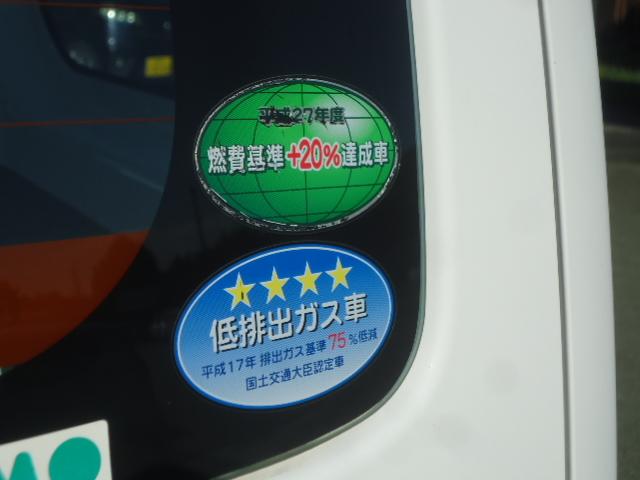 平成27年度
燃費基準+20%達成車
低排出ガス車
平成17年 排出ガス基準75%低減
国土交通大臣認定車